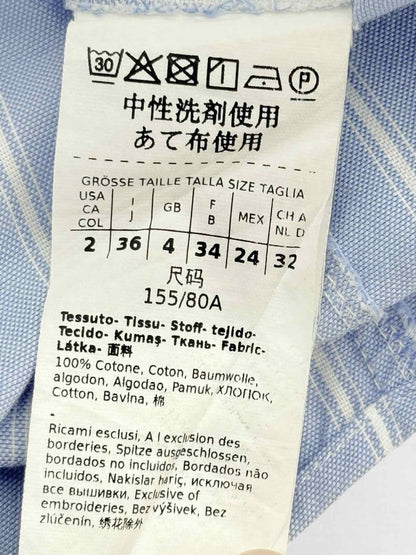 30 P
中性洗剤使用
あて布使用
GRÖSSE TAILLE TALLA SIZE TAGLIA
USA CA COL I J GB F B MEX CH A NL D
2 36 4 34 24 32
尺码
155/80A
Tessuto- Tissu- Stoff- tejido-
Tecido- Kumaş- Ткань- Fabric-
Látka- 面料
100% Cotone, Coton, Baumwolle,
algodon, Algodao, Pamuk, ХЛОПОК,
Cotton, Bavlna, 棉
-
Ricami esclusi, A l exclusion des
borderies, Spitze ausgeschlossen,
bordados no incluidos, Bordados não
incluidos, Nakislar hariç, исключая
все вышивки, Exclusive of
embroideries, Bez výšivek, Bez
zlúčenín, 绣花除外